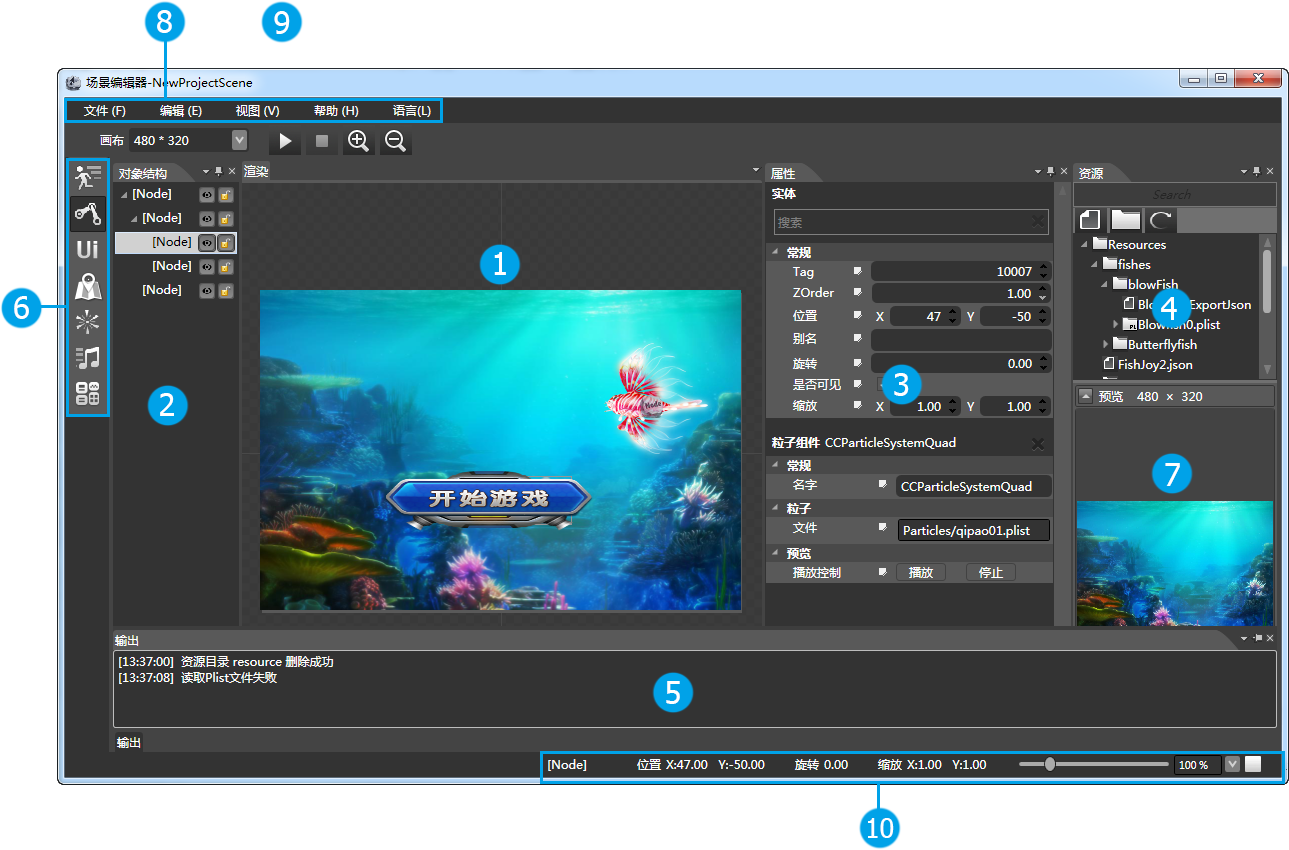 8
9
场景编辑器-NewProjectScene
文件 (F) 编辑 (E) 视图 (V) 帮助 (H) 语言(L)
画布 480 * 320
对象结构
[Node]
[Node]
[Node]
[Node]
[Node]
2
6
Ui
渲染
1
Node
开始游戏
属性
实体
搜索
常规
Tag 10007
ZOrder 1.00
位置 X 47 Y -50
别名
旋转 0.00
是否可见
3
缩放 X 1.00 Y 1.00
粒子组件 CCParticleSystemQuad
常规
名字 CCParticleSystemQuad
粒子
文件 Particles/qipao01.plist
预览
播放控制 播放 停止
资源
Search
Resources
fishes
blowFish
ExportJson
4
0.plist
Butterflyfish
FishJoy2.json
预览 480 × 320
7
输出
[13:37:00] 资源目录 resource 删除成功
[13:37:08] 读取Plist文件失败
5
输出
[Node] 位置 X:47.00 Y:-50.00 旋转 0.00 缩放 X:1.00 Y:1.00 100 %
10